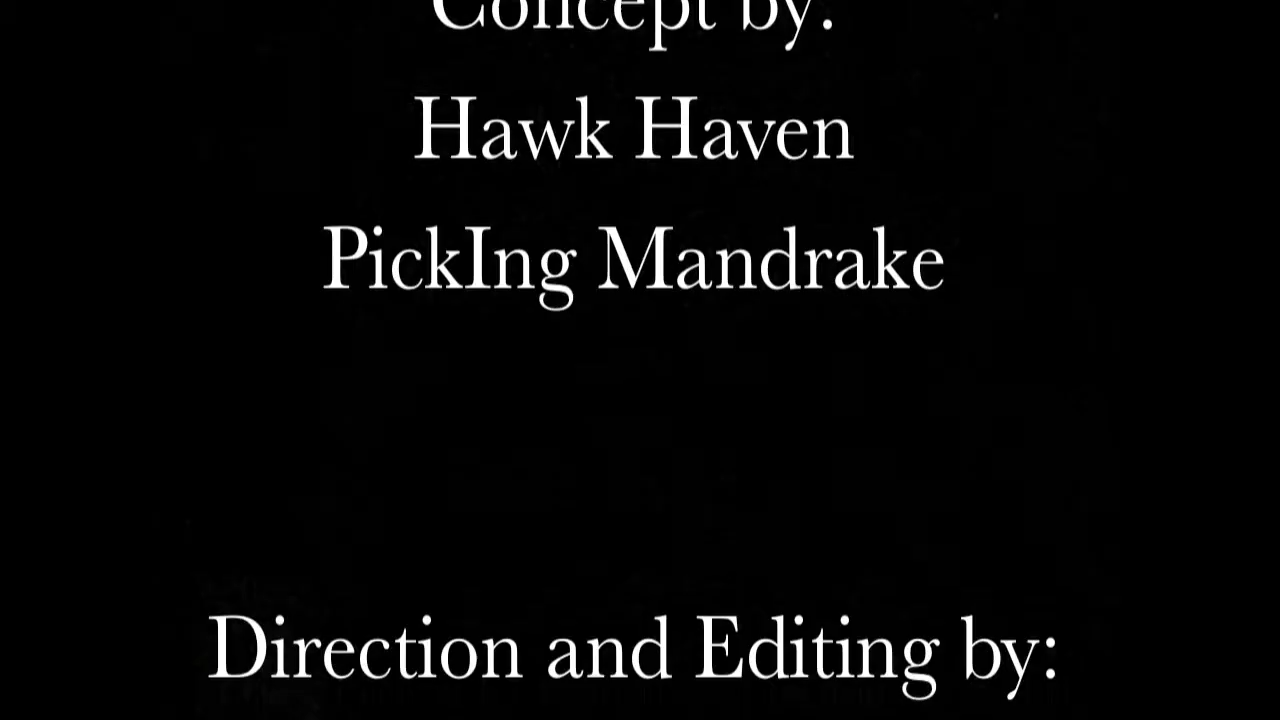 Concept by:
Hawk Haven
PickIng Mandrake
Direction and Editing by: